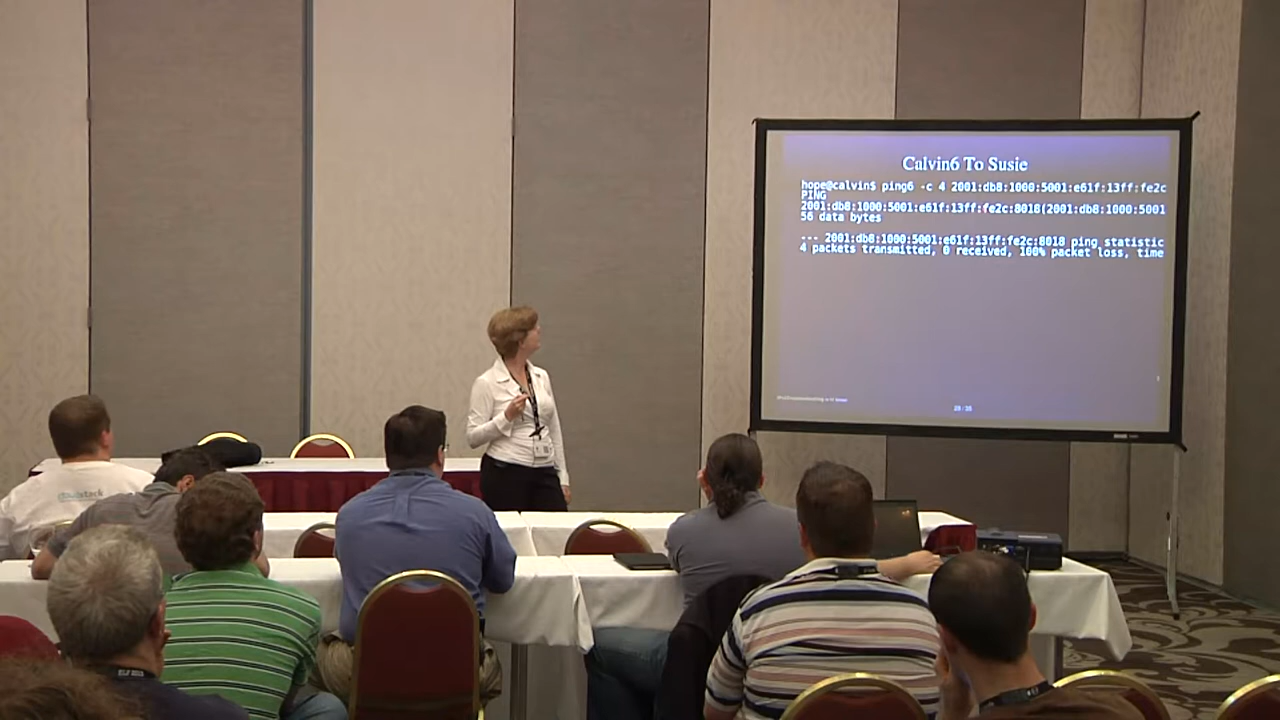 Calvin6 To Susie
hope@calvin$ ping6 -c 4 2001:db8:1000:5001:e61f:13ff:fe2c
PING
2001:db8:1000:5001:e61f:13ff:fe2c:8018(2001:db8:1000:5001
56 data bytes
--- 2001:db8:1000:5001:e61f:13ff:fe2c:8018 ping statistic
4 packets transmitted, 0 received, 100% packet loss, time
cloudstack